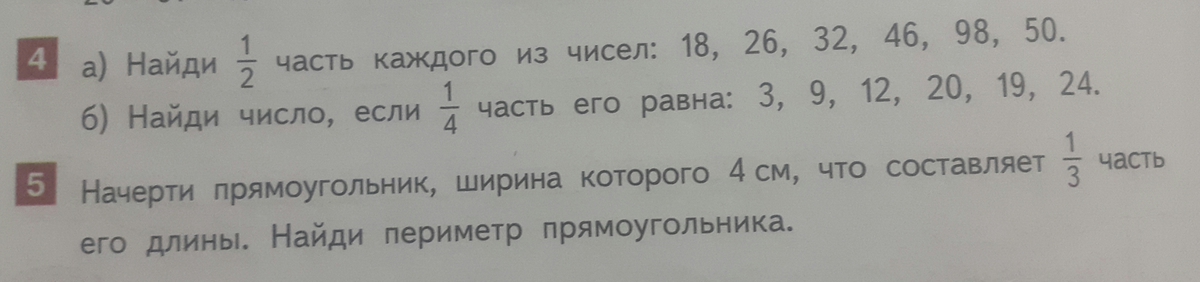 4 а) Найди 1/2 часть каждого из чисел: 18, 26, 32, 46, 98, 50.
б) Найди число, если 1/4 часть его равна: 3, 9, 12, 20, 19, 24.
5 Начерти прямоугольник, ширина которого 4 см, что составляет 1/3 часть
его длины. Найди периметр прямоугольника.